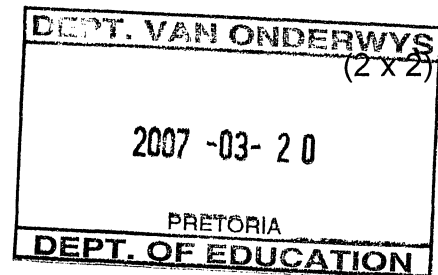 DEPT. VAN ONDERWYS
(2 x 2)
2007 -03- 20
PRETORIA
DEPT. OF EDUCATION